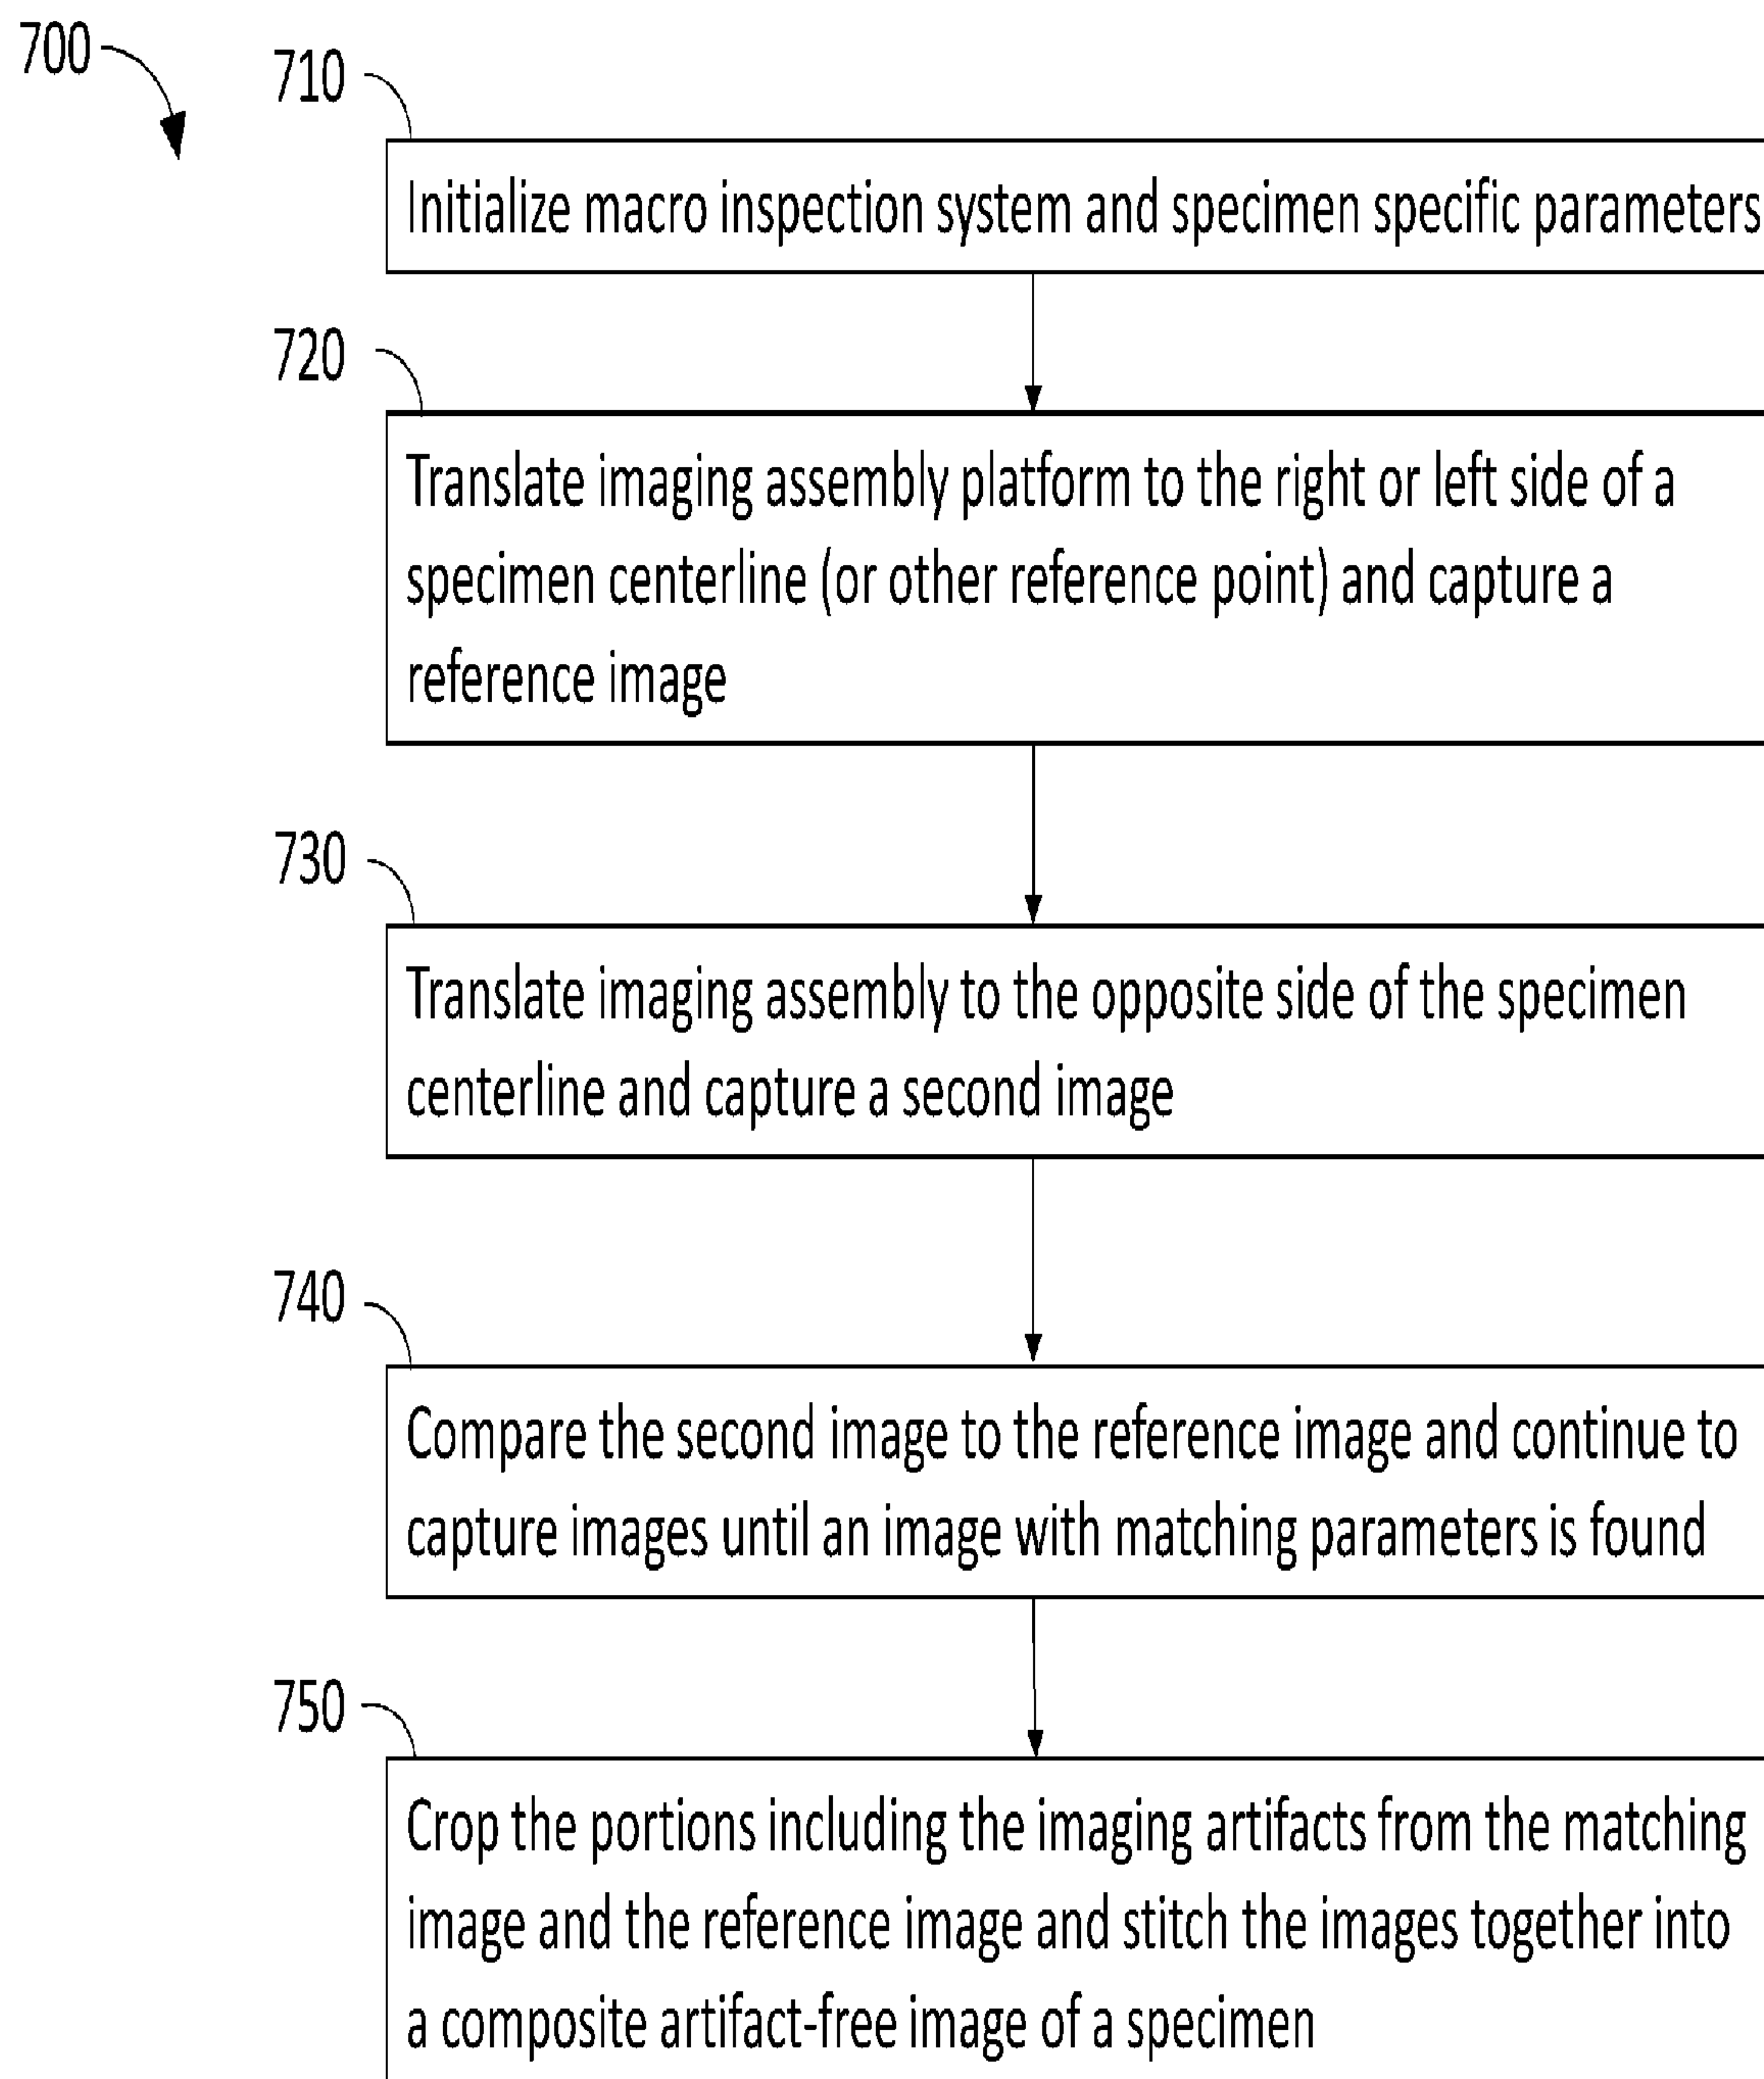 700
710
Initialize macro inspection system and specimen specific parameters
720
Translate imaging assembly platform to the right or left side of a
specimen centerline (or other reference point) and capture a
reference image
730
Translate imaging assembly to the opposite side of the specimen
centerline and capture a second image
740
Compare the second image to the reference image and continue to
capture images until an image with matching parameters is found
750
Crop the portions including the imaging artifacts from the matching
image and the reference image and stitch the images together into
a composite artifact-free image of a specimen